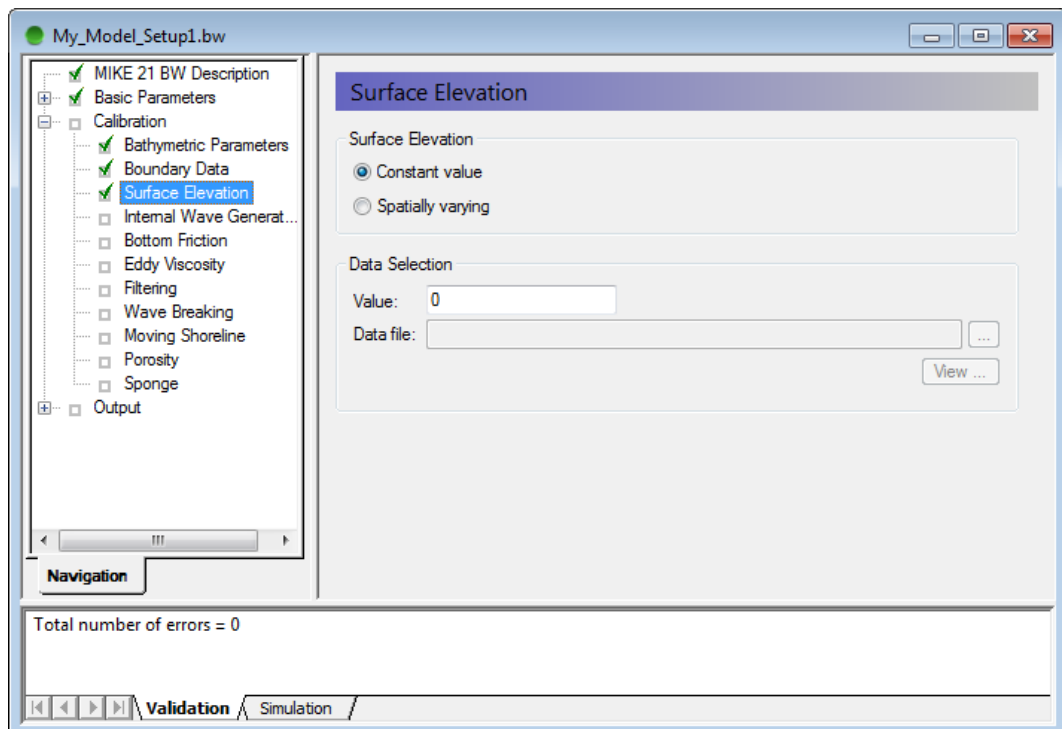 My_Model_Setup1.bw
MIKE 21 BW Description
Basic Parameters
Calibration
Bathymetric Parameters
Boundary Data
Surface Elevation
Internal Wave Generat...
Bottom Friction
Eddy Viscosity
Filtering
Wave Breaking
Moving Shoreline
Porosity
Sponge
Output
Navigation
Surface Elevation
Surface Elevation
Constant value
Spatially varying
Data Selection
Value: 0
Data file: ...
View ...
Total number of errors = 0
Validation Simulation